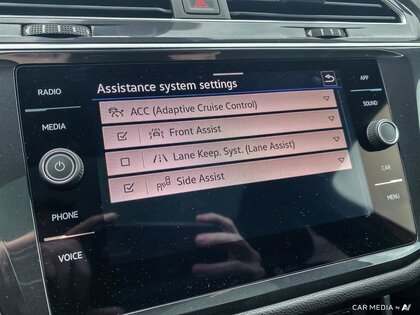 Assistance system settings
RADIO
APP
ACC (Adaptive Cruise Control)
MEDIA
SOUND
Front Assist
Lane Keep. Syst. (Lane Assist)
Side Assist
PHONE
CAR
MENU
VOICE
CAR MEDIA by AI